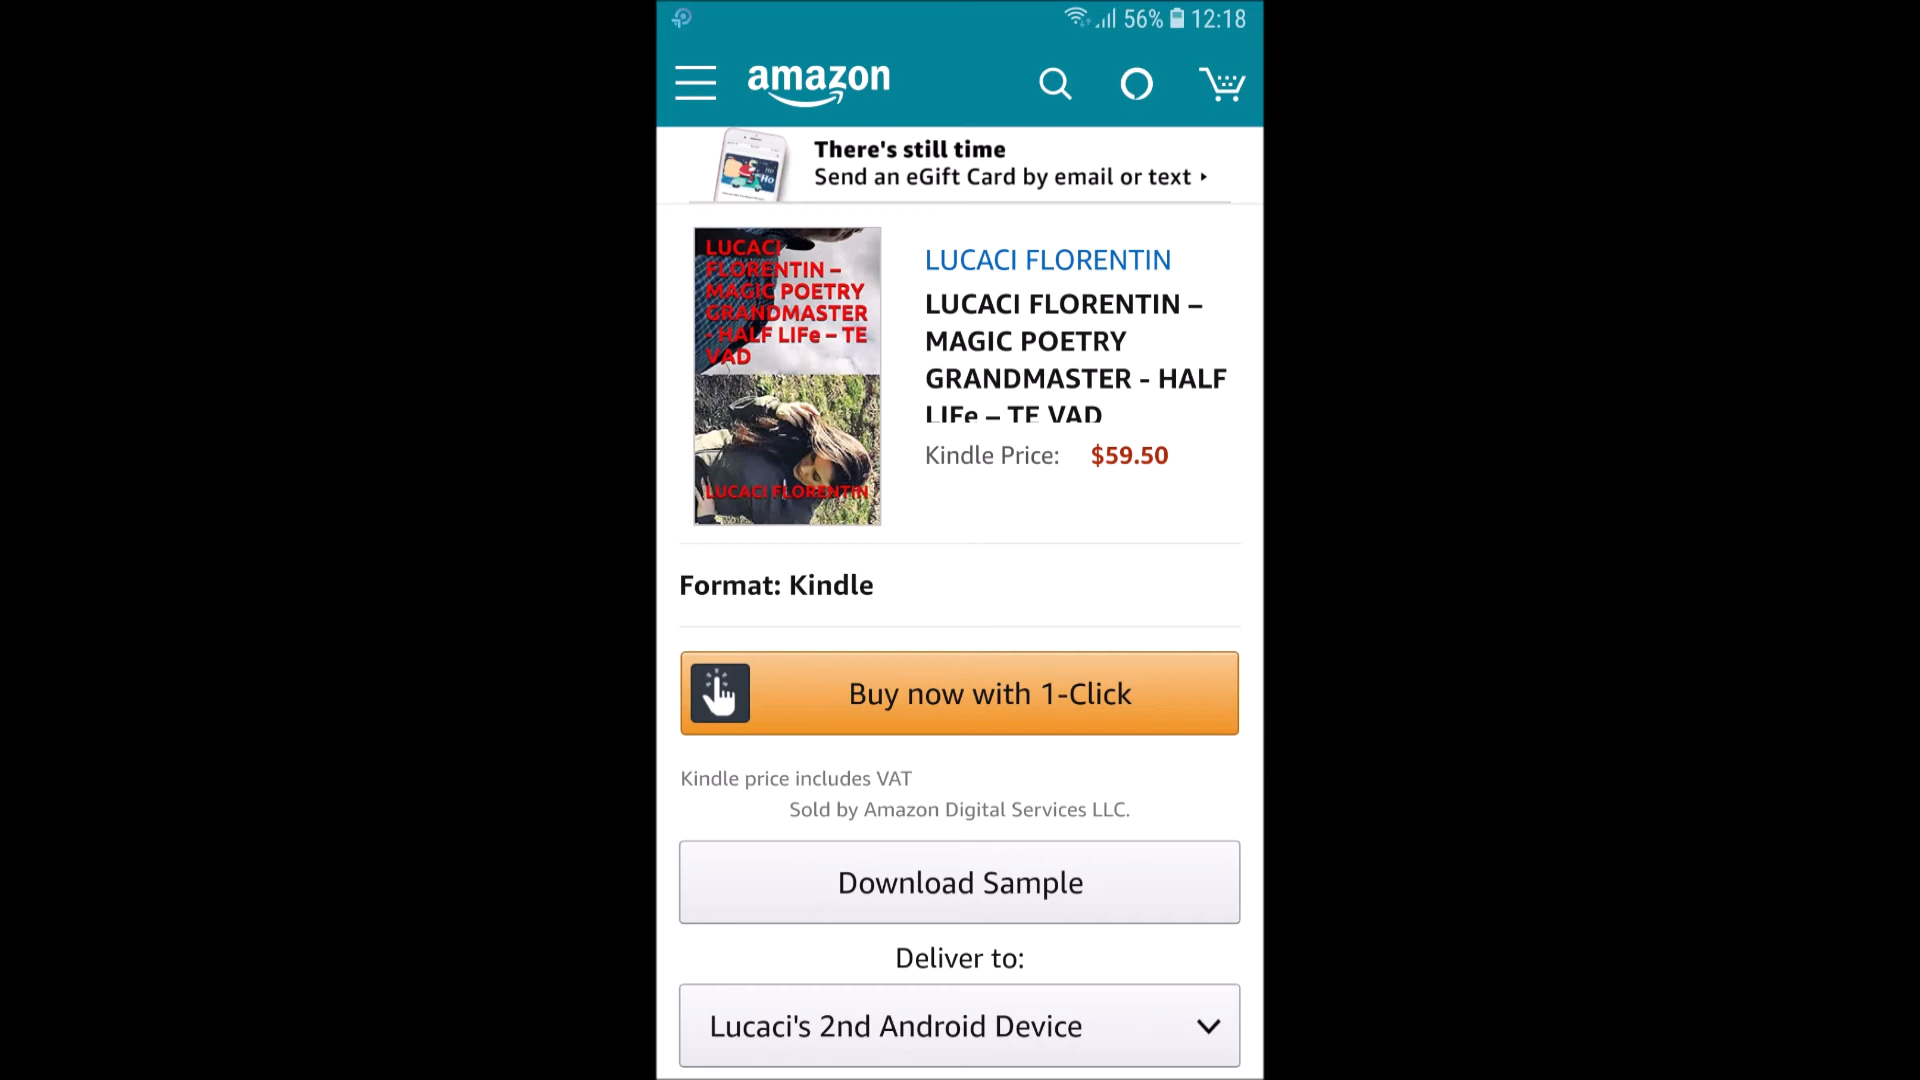 56% 12:18
amazon
There's still time
Send an eGift Card by email or text
LUCACI
FLORENTIN –
MAGIC POETRY
GRANDMASTER
- HALF LIFe – TE
VAD
LUCACI FLORENTIN
LUCACI FLORENTIN
LUCACI FLORENTIN –
MAGIC POETRY
GRANDMASTER - HALF
LIFe – TE VAD
Kindle Price: $59.50
Format: Kindle
Buy now with 1-Click
Kindle price includes VAT
Sold by Amazon Digital Services LLC.
Download Sample
Deliver to:
Lucaci's 2nd Android Device